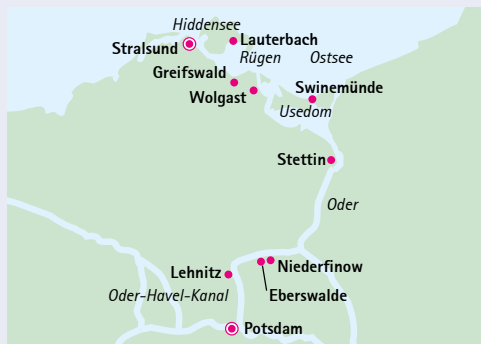 Hiddensee
Stralsund
Lauterbach
Rügen
Ostsee
Greifswald
Wolgast
Swinemünde
Usedom
Stettin
Oder
Lehnitz
Niederfinow
Oder-Havel-Kanal
Eberswalde
Potsdam